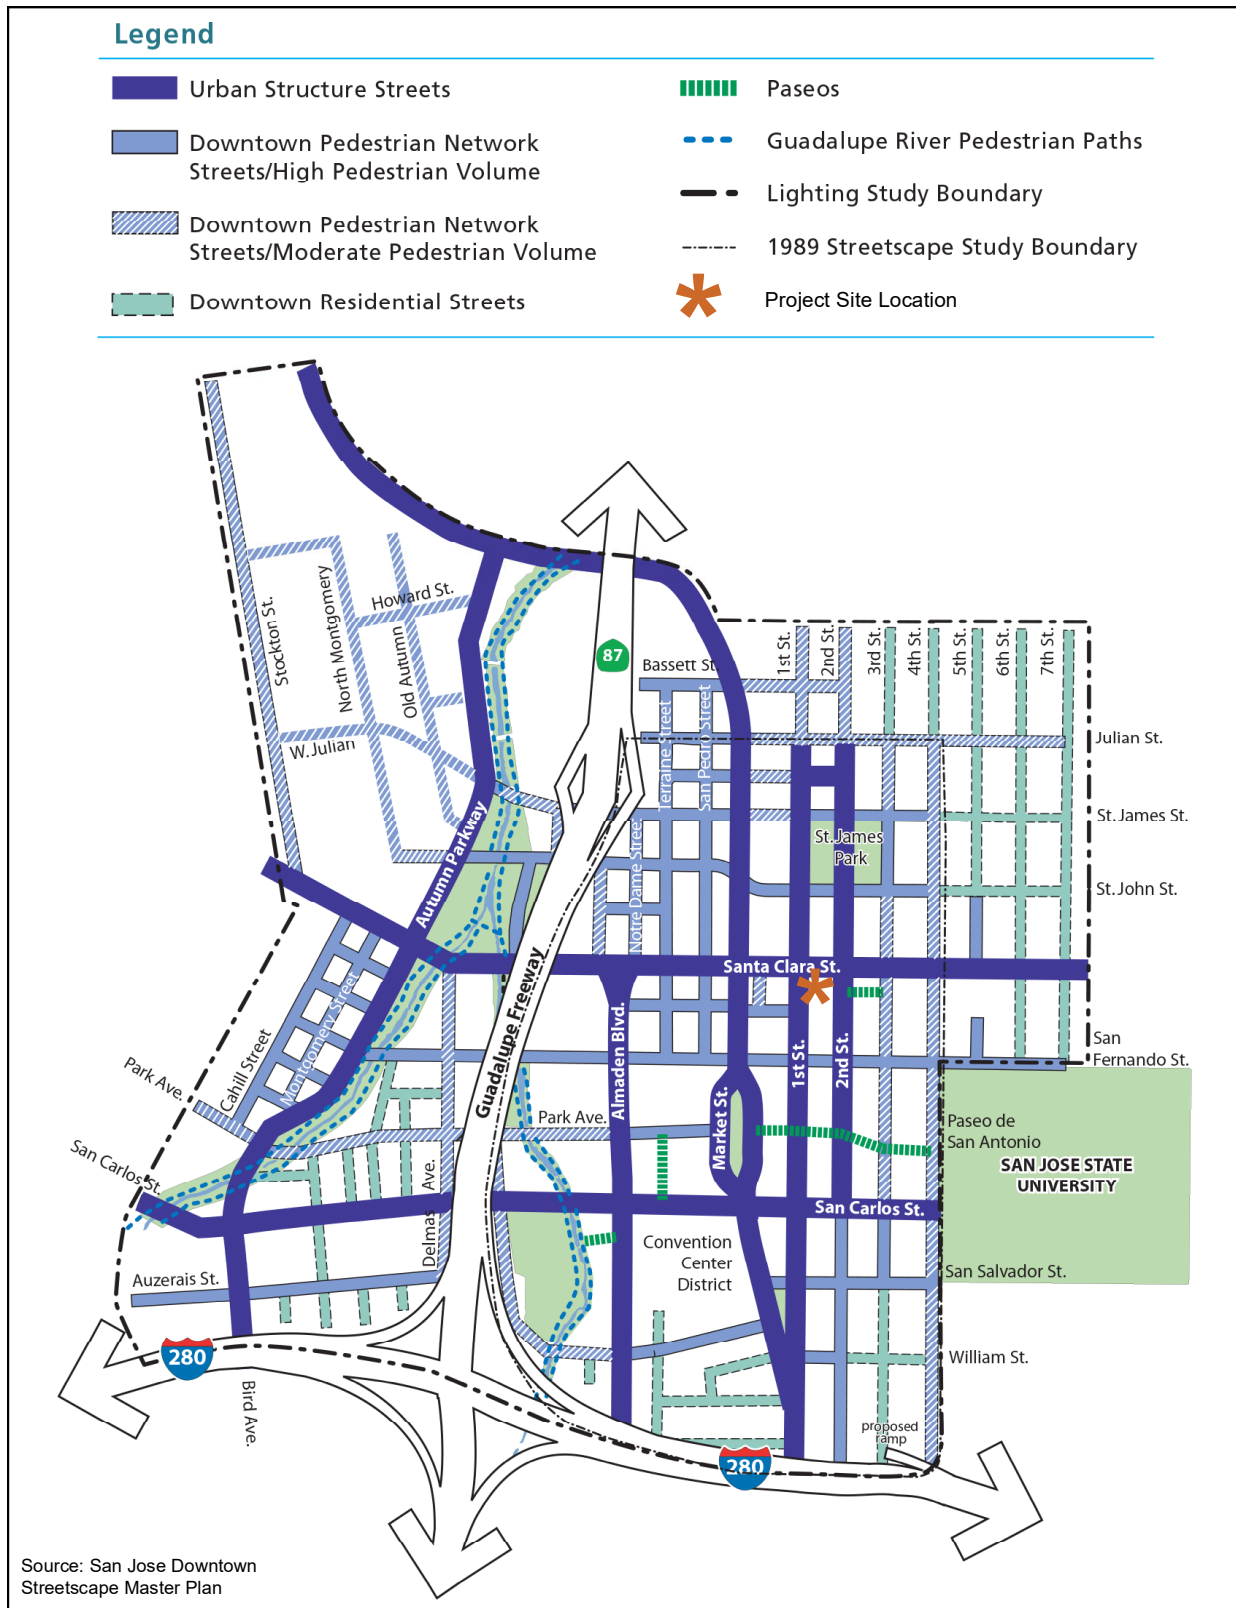 Legend
Urban Structure Streets
Downtown Pedestrian Network
Streets/High Pedestrian Volume
Downtown Pedestrian Network
Streets/Moderate Pedestrian Volume
Downtown Residential Streets
Paseos
Guadalupe River Pedestrian Paths
Lighting Study Boundary
1989 Streetscape Study Boundary
Project Site Location
Stockton St.
North Montgomery
Howard St.
Old Autumn
W. Julian
87
Bassett St.
Terraine Street
San Pedro Street
1st St.
2nd St.
3rd St.
4th St.
5th St.
6th St.
7th St.
Julian St.
St. James St.
St. James
Park
St. John St.
Autumn Parkway
Notre Dame Street
Santa Clara St.
Guadalupe Freeway
Almaden Blvd.
Montgomery Street
Cahill Street
Park Ave.
San
Fernando St.
1st St.
2nd St.
Market St.
Park Ave.
Paseo de
San Antonio
SAN JOSE STATE
UNIVERSITY
San Carlos St.
San Carlos St.
Delmas Ave.
Convention
Center
District
San Salvador St.
Auzerais St.
280
Bird Ave.
William St.
proposed
ramp
280
Source: San Jose Downtown
Streetscape Master Plan